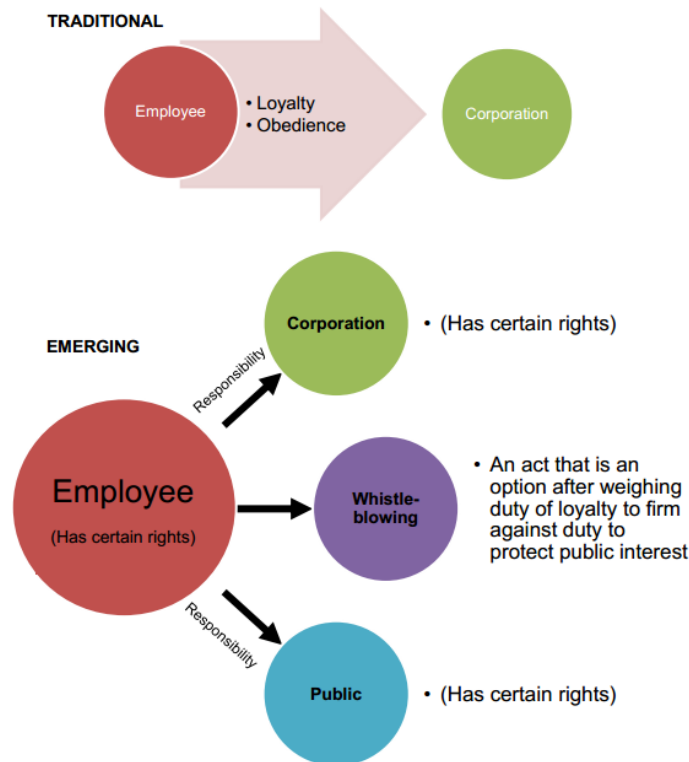 TRADITIONAL
Employee
• Loyalty
• Obedience
Corporation
Corporation
• (Has certain rights)
EMERGING
Responsibility
Employee
(Has certain rights)
Whistle-
blowing
• An act that is an
option after weighing
duty of loyalty to firm
against duty to
protect public interest
Responsibility
Public
• (Has certain rights)